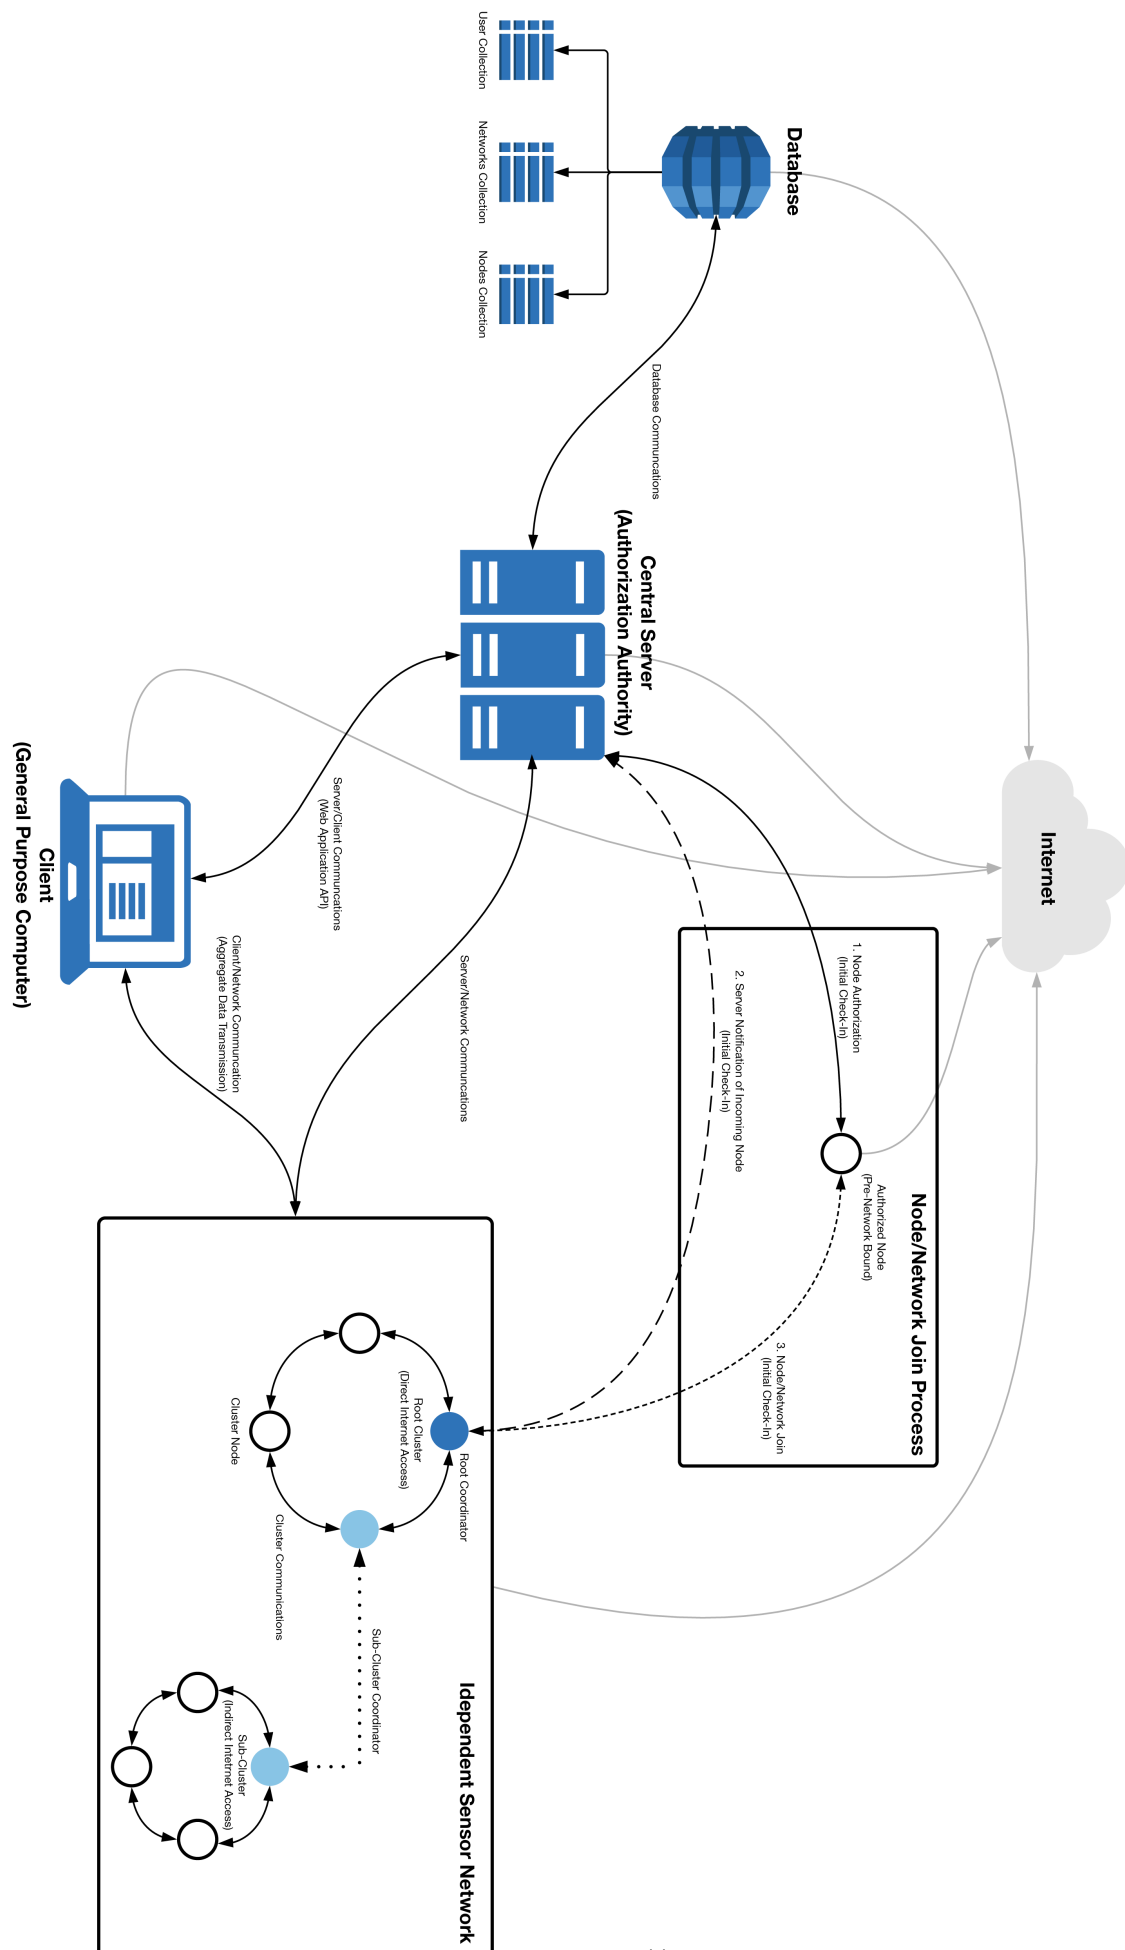 Internet
Database
User Collection
Networks Collection
Nodes Collection
Database Communcations
Central Server
(Authorization Authority)
Node/Network Join Process
1. Node Authorization
(Initial Check-In)
Authorized Node
(Pre-Network Bound)
2. Server Notification of Incoming Node
(Initial Check-In)
3. Node/Network Join
(Initial Check-In)
Server/Client Communcations
(Web Application API)
Server/Network Communcations
Client
(General Purpose Computer)
Client/Network Communcation
(Aggregate Data Transmission)
Idependent Sensor Network
Root Coordinator
Root Cluster
(Direct Internet Access)
Cluster Node
Cluster Communications
Sub-Cluster Coordinator
Sub-Cluster
(Indirect Intetrnet Access)